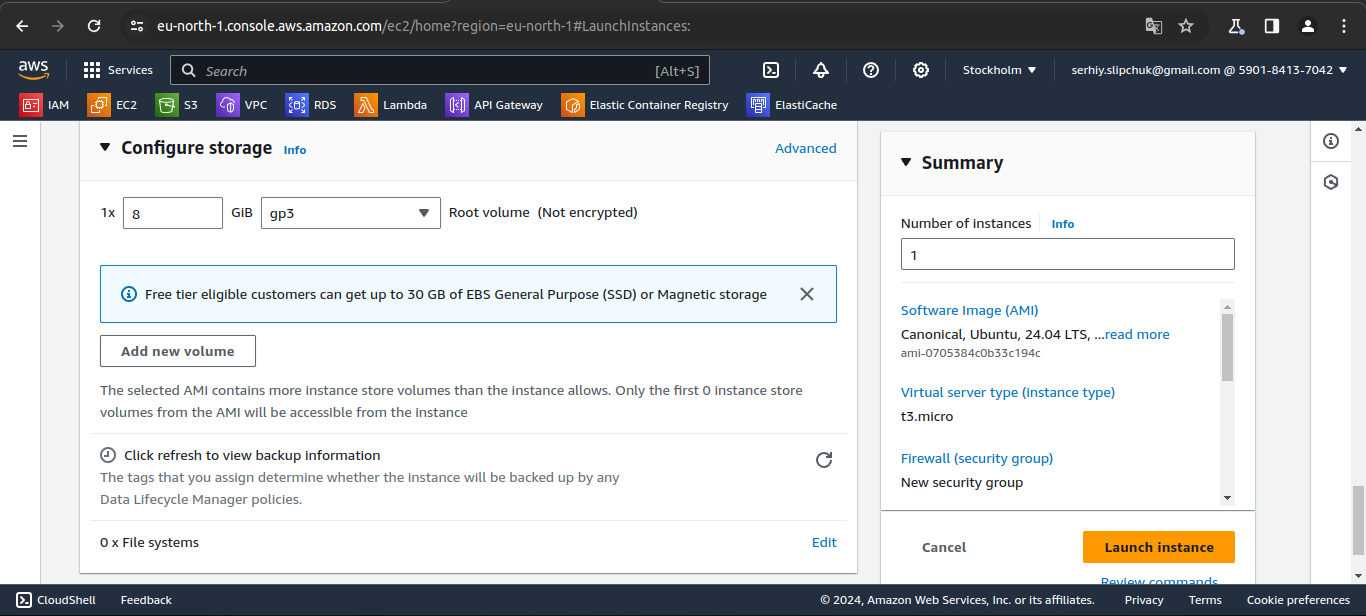 eu-north-1.console.aws.amazon.com/ec2/home?region=eu-north-1#LaunchInstances:
aws
Services
Search
[Alt+S]
Stockholm
serhiy.slipchuk@gmail.com @ 5901-8413-7042
IAM
EC2
S3
VPC
RDS
Lambda
API Gateway
Elastic Container Registry
ElastiCache
Configure storage Info
Advanced
1x
8
GiB
gp3
Root volume (Not encrypted)
Free tier eligible customers can get up to 30 GB of EBS General Purpose (SSD) or Magnetic storage
Add new volume
The selected AMI contains more instance store volumes than the instance allows. Only the first 0 instance store
volumes from the AMI will be accessible from the instance
Click refresh to view backup information
The tags that you assign determine whether the instance will be backed up by any
Data Lifecycle Manager policies.
0 x File systems
Edit
Summary
Number of instances Info
1
Software Image (AMI)
Canonical, Ubuntu, 24.04 LTS, ...read more
ami-0705384c0b33c194c
Virtual server type (instance type)
t3.micro
Firewall (security group)
New security group
Cancel
Launch instance
Review commands
CloudShell
Feedback
© 2024, Amazon Web Services, Inc. or its affiliates.
Privacy
Terms
Cookie preferences